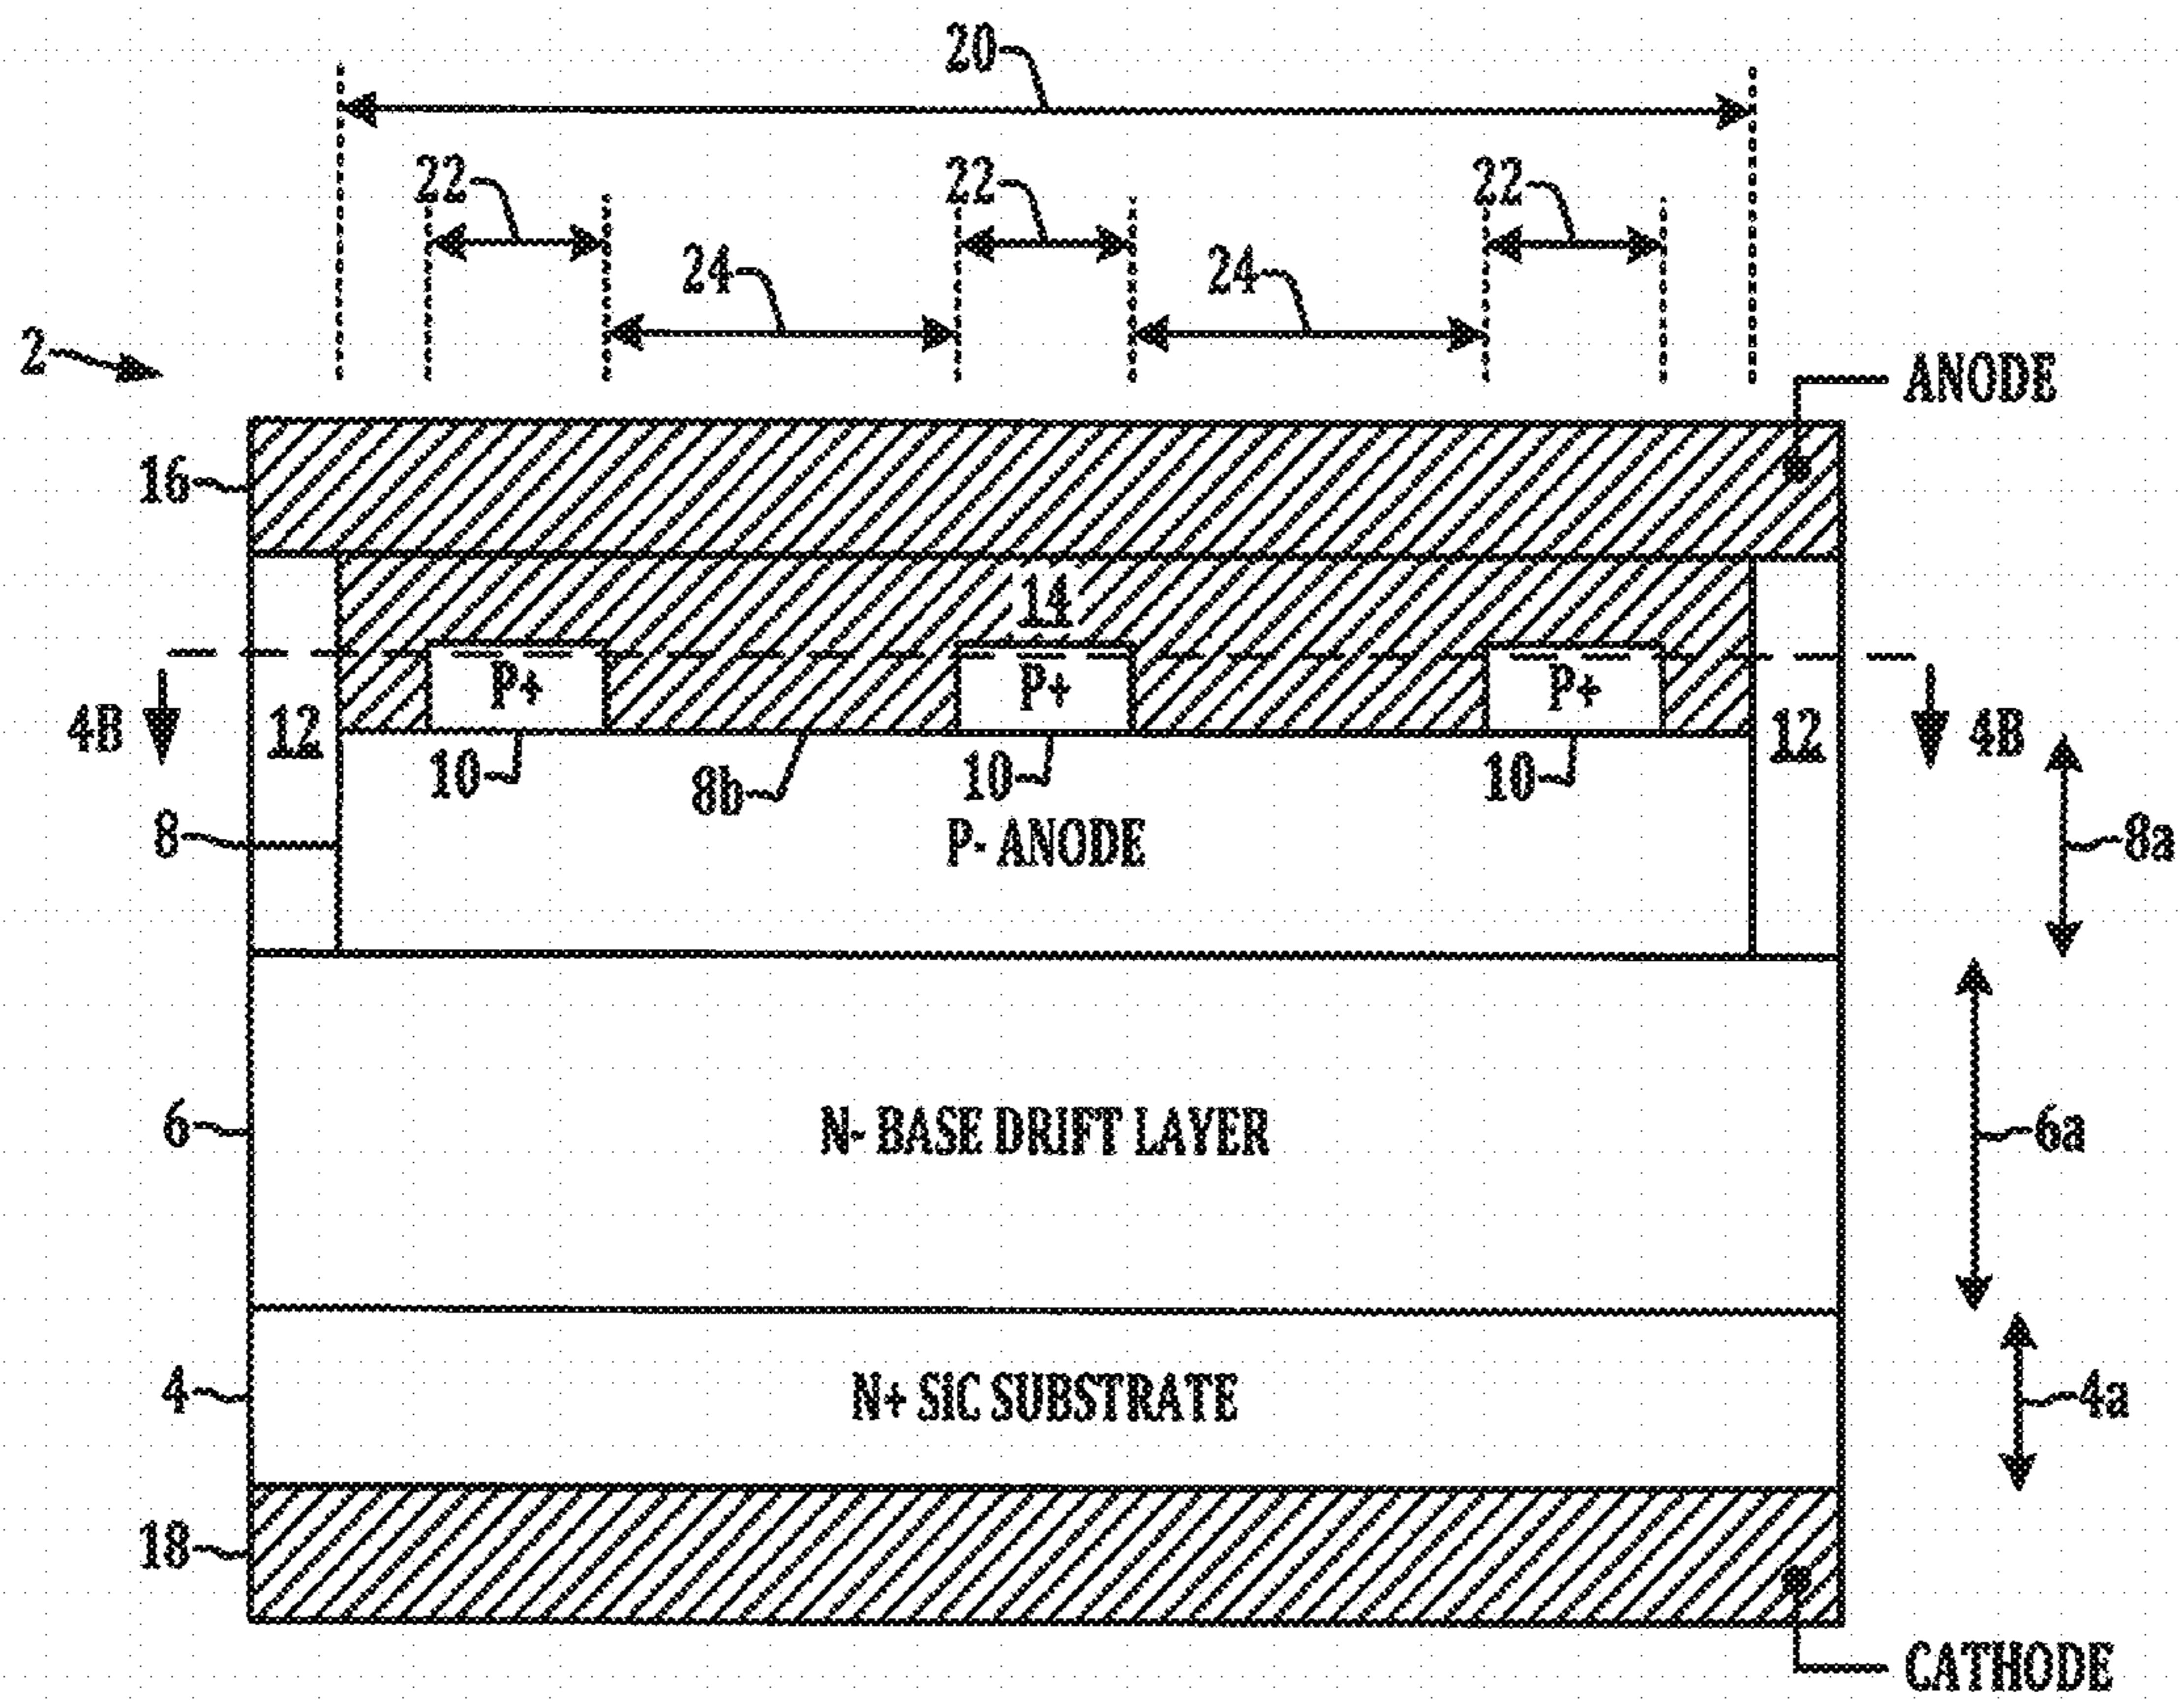 20
22 22 22
24 24
2
ANODE
16
14
P+ P+ P+
4B 12 12 4B
10 8b 10 10
8 P- ANODE 8a
6 N- BASE DRIFT LAYER 6a
4 N+ SiC SUBSTRATE 4a
18
CATHODE